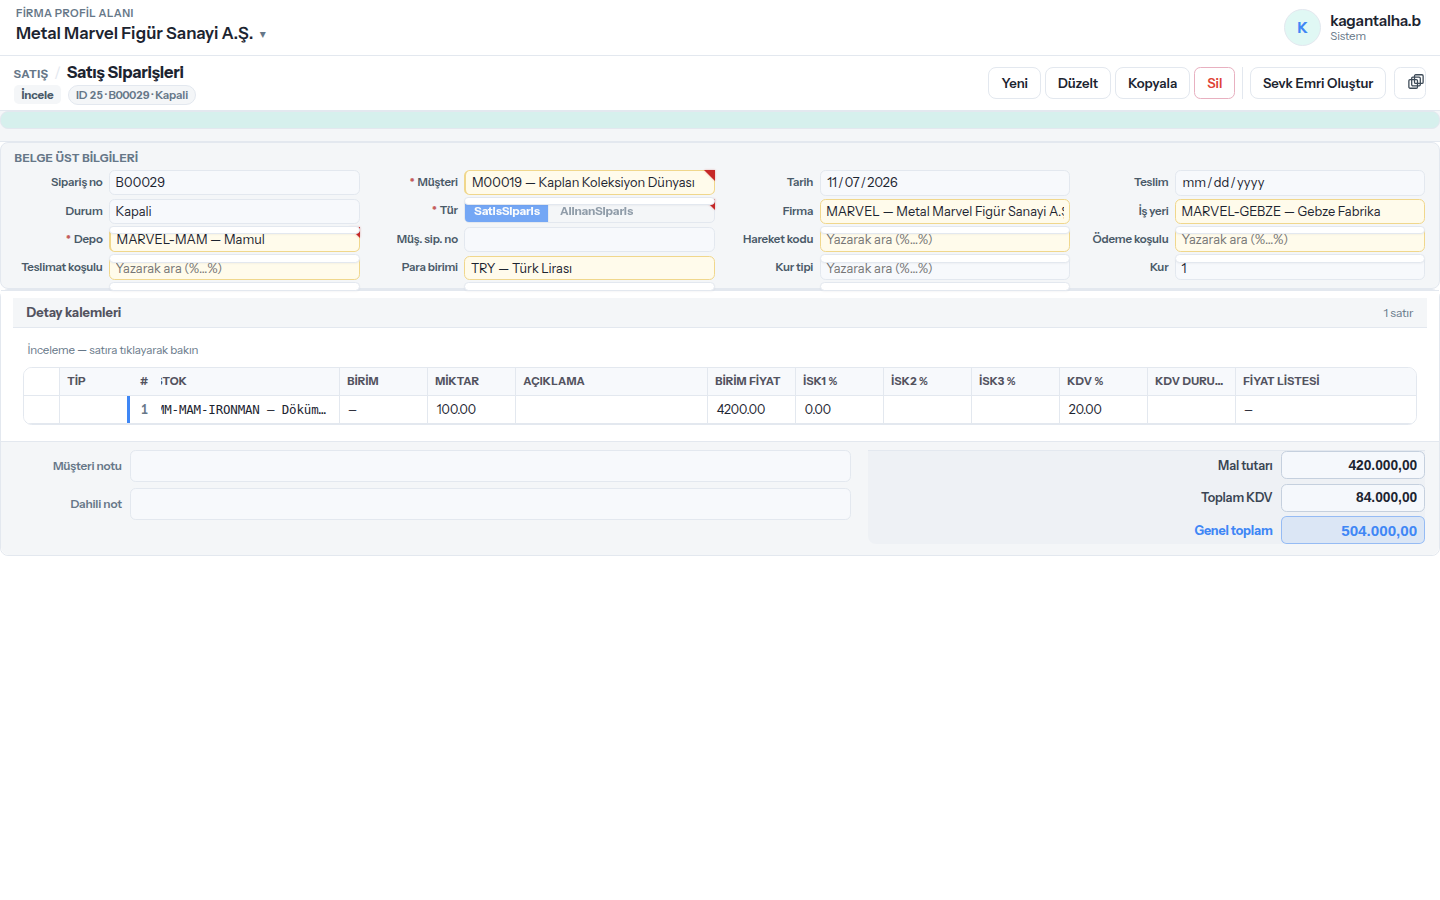 FİRMA PROFİL ALANI
Metal Marvel Figür Sanayi A.Ş. ▾
K
kagantalha.b
Sistem
SATIŞ / Satış Siparişleri
İncele
ID 25 · B00029 · Kapali
Yeni
Düzelt
Kopyala
Sil
Sevk Emri Oluştur
BELGE ÜST BİLGİLERİ
Sipariş no B00029
* Müşteri M00019 — Kaplan Koleksiyon Dünyası
Tarih 11/07/2026
Teslim mm/dd/yyyy
Durum Kapali
* Tür SatisSiparis AlinanSiparis
Firma MARVEL — Metal Marvel Figür Sanayi A.Ş
İş yeri MARVEL-GEBZE — Gebze Fabrika
* Depo MARVEL-MAM — Mamul
Müş. sip. no
Hareket kodu Yazarak ara (%...%)
Ödeme koşulu Yazarak ara (%...%)
Teslimat koşulu Yazarak ara (%...%)
Para birimi TRY — Türk Lirası
Kur tipi Yazarak ara (%...%)
Kur 1
Detay kalemleri
1 satır
İnceleme — satıra tıklayarak bakın
TİP # STOK BİRİM MİKTAR AÇIKLAMA BİRİM FİYAT İSK1 % İSK2 % İSK3 % KDV % KDV DURU... FİYAT LİSTESİ
1 MM-MAM-IRONMAN — Döküm… — 100.00 4200.00 0.00 20.00 —
Müşteri notu
Dahili not
Mal tutarı 420.000,00
Toplam KDV 84.000,00
Genel toplam 504.000,00